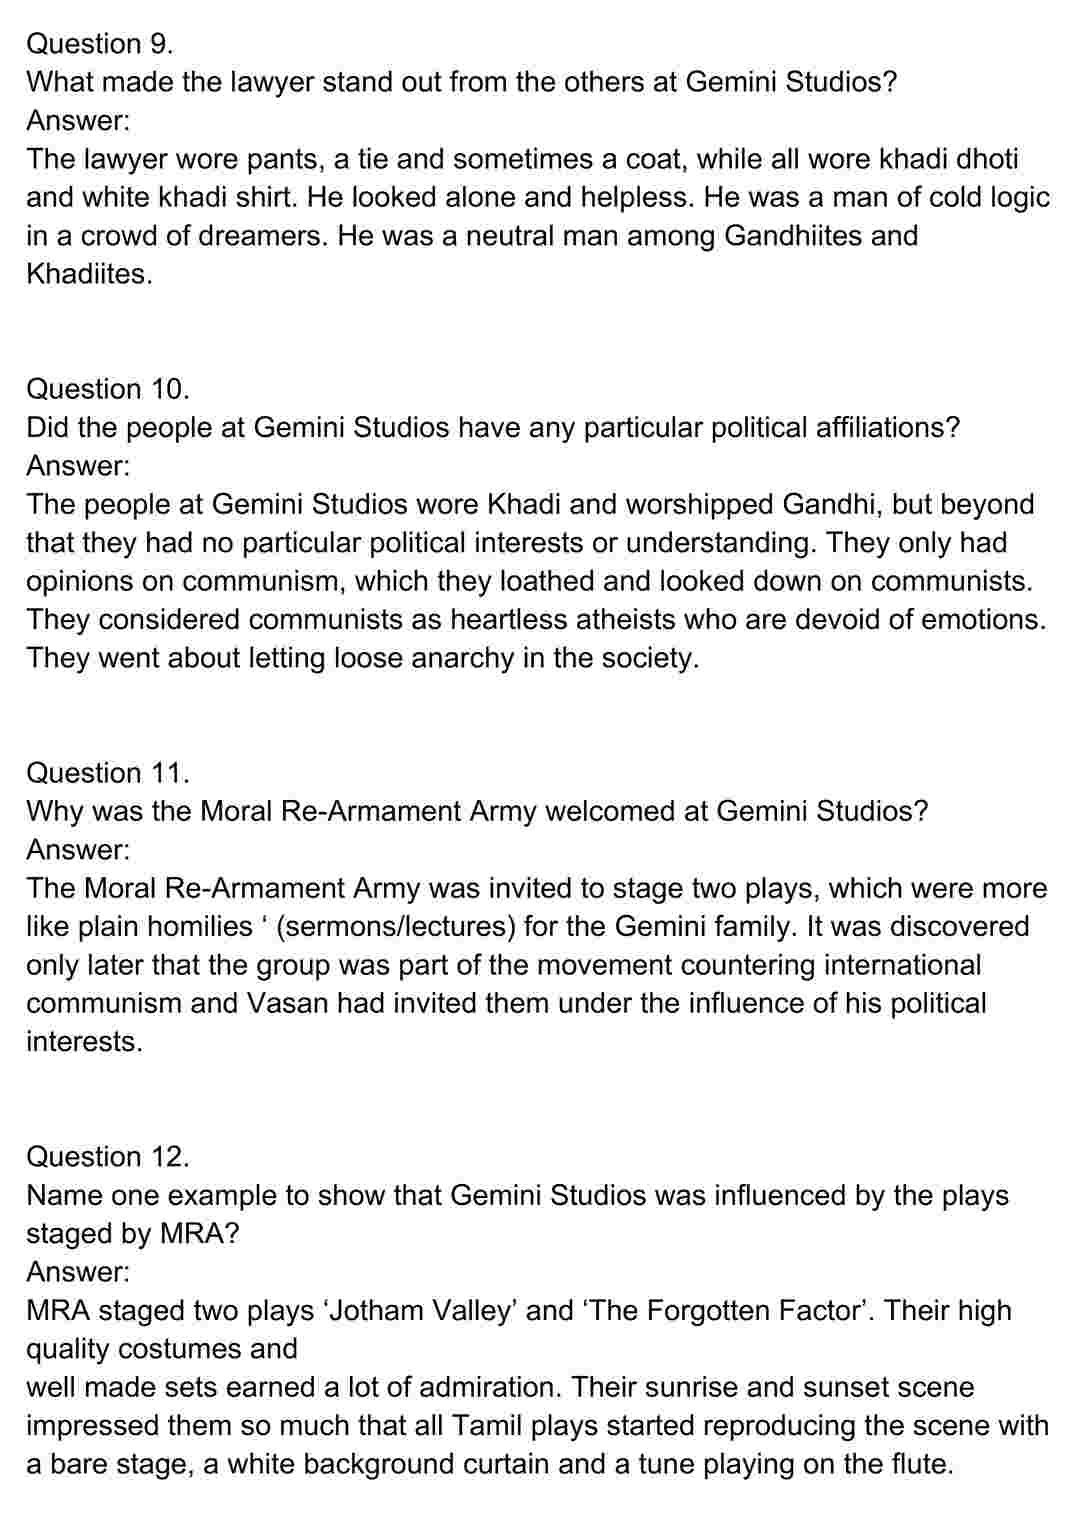 Question 9.
What made the lawyer stand out from the others at Gemini Studios?
Answer:
The lawyer wore pants, a tie and sometimes a coat, while all wore khadi dhoti
and white khadi shirt. He looked alone and helpless. He was a man of cold logic
in a crowd of dreamers. He was a neutral man among Gandhiites and
Khadiites.
Question 10.
Did the people at Gemini Studios have any particular political affiliations?
Answer:
The people at Gemini Studios wore Khadi and worshipped Gandhi, but beyond
that they had no particular political interests or understanding. They only had
opinions on communism, which they loathed and looked down on communists.
They considered communists as heartless atheists who are devoid of emotions.
They went about letting loose anarchy in the society.
Question 11.
Why was the Moral Re-Armament Army welcomed at Gemini Studios?
Answer:
The Moral Re-Armament Army was invited to stage two plays, which were more
like plain homilies ‘ (sermons/lectures) for the Gemini family. It was discovered
only later that the group was part of the movement countering international
communism and Vasan had invited them under the influence of his political
interests.
Question 12.
Name one example to show that Gemini Studios was influenced by the plays
staged by MRA?
Answer:
MRA staged two plays ‘Jotham Valley’ and ‘The Forgotten Factor’. Their high
quality costumes and
well made sets earned a lot of admiration. Their sunrise and sunset scene
impressed them so much that all Tamil plays started reproducing the scene with
a bare stage, a white background curtain and a tune playing on the flute.